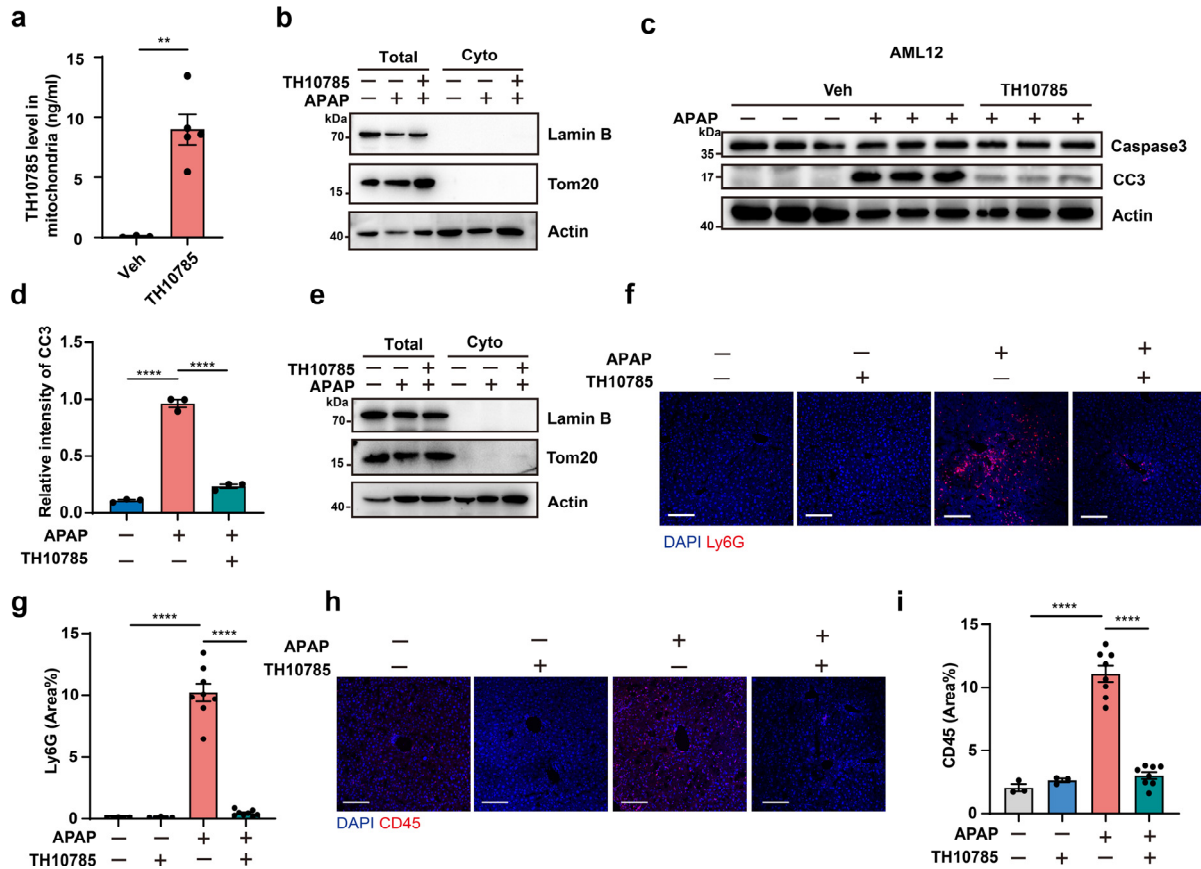 a
**
TH10785 level in
mitochondria (ng/ml)
15
10
5
0
Veh
TH10785
b
Total Cyto
TH10785 — — + — — +
APAP — + + — + +
kDa
70
Lamin B
15
Tom20
40
Actin
c
AML12
Veh TH10785
APAP — — — + + + + + +
kDa
35
Caspase3
17
CC3
40
Actin
d
Relative intensity of CC3
1.5
1.0
0.5
0.0
**** ****
APAP — + +
TH10785 — — +
e
Total Cyto
TH10785 — — + — — +
APAP — + + — + +
kDa
70
Lamin B
15
Tom20
40
Actin
f
APAP — — + +
TH10785 — + — +
DAPI Ly6G
g
Ly6G (Area%)
15
10
5
0
**** ****
APAP — — + +
TH10785 — + — +
h
APAP — — + +
TH10785 — + — +
DAPI CD45
i
CD45 (Area%)
15
10
5
0
**** ****
APAP — — + +
TH10785 — + — +